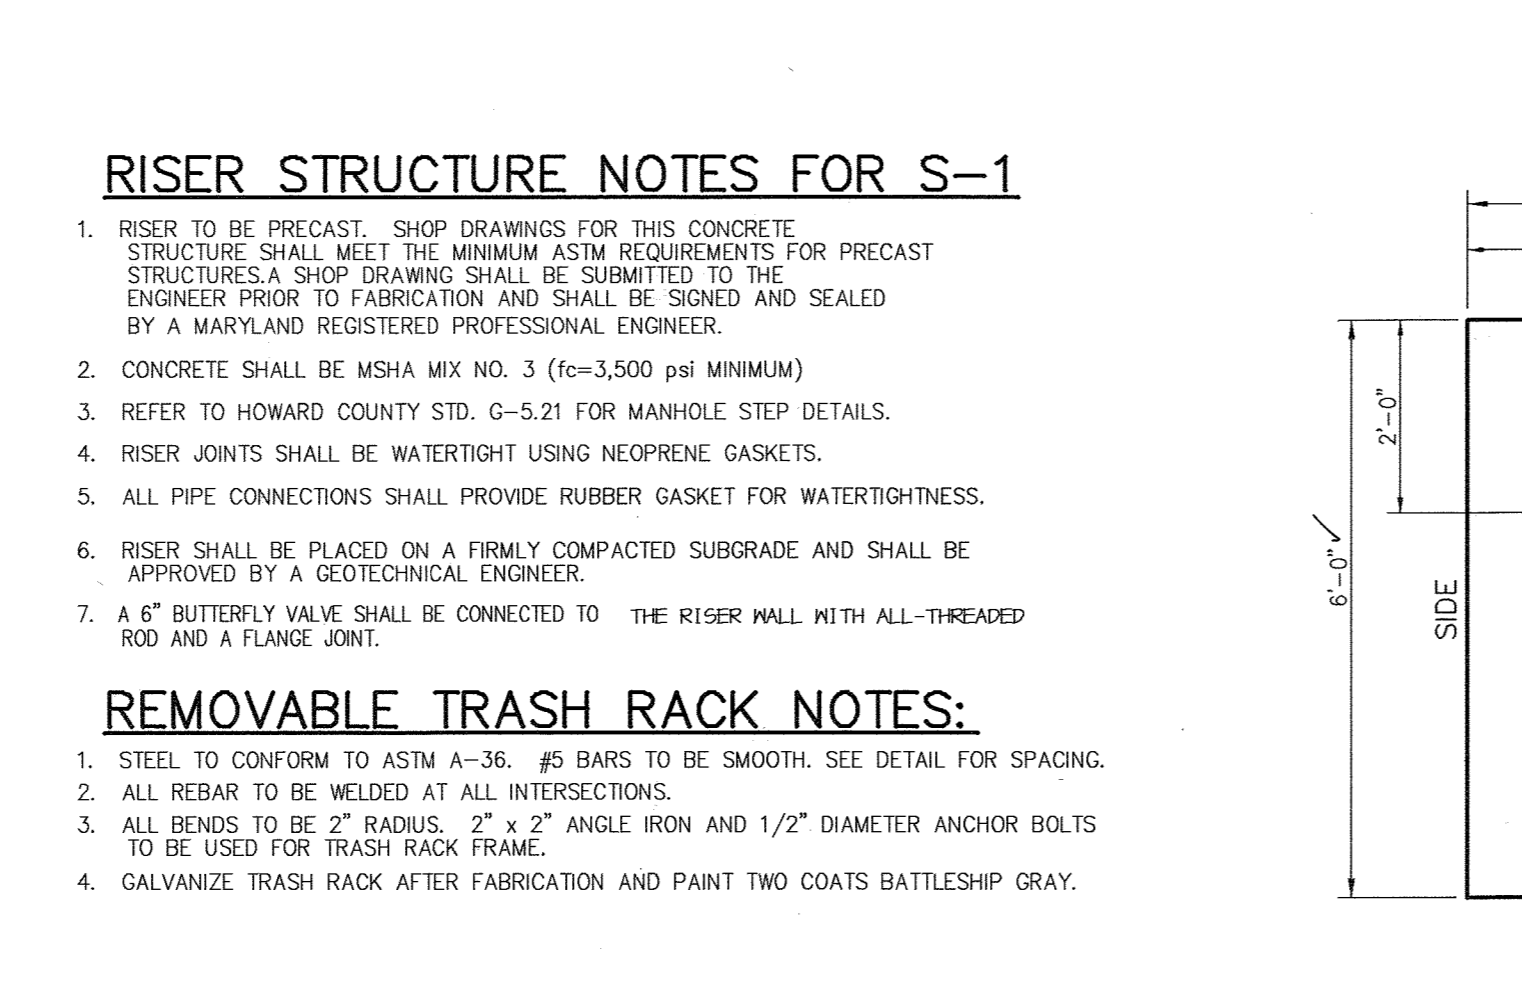 RISER STRUCTURE NOTES FOR S-1
1. RISER TO BE PRECAST. SHOP DRAWINGS FOR THIS CONCRETE
STRUCTURE SHALL MEET THE MINIMUM ASTM REQUIREMENTS FOR PRECAST
STRUCTURES.A SHOP DRAWING SHALL BE SUBMITTED TO THE
ENGINEER PRIOR TO FABRICATION AND SHALL BE SIGNED AND SEALED
BY A MARYLAND REGISTERED PROFESSIONAL ENGINEER.
2. CONCRETE SHALL BE MSHA MIX NO. 3 (fc=3,500 psi MINIMUM)
3. REFER TO HOWARD COUNTY STD. G-5.21 FOR MANHOLE STEP DETAILS.
4. RISER JOINTS SHALL BE WATERTIGHT USING NEOPRENE GASKETS.
5. ALL PIPE CONNECTIONS SHALL PROVIDE RUBBER GASKET FOR WATERTIGHTNESS.
6. RISER SHALL BE PLACED ON A FIRMLY COMPACTED SUBGRADE AND SHALL BE
APPROVED BY A GEOTECHNICAL ENGINEER.
7. A 6" BUTTERFLY VALVE SHALL BE CONNECTED TO THE RISER WALL WITH ALL-THREADED
ROD AND A FLANGE JOINT.
REMOVABLE TRASH RACK NOTES:
1. STEEL TO CONFORM TO ASTM A-36. #5 BARS TO BE SMOOTH. SEE DETAIL FOR SPACING.
2. ALL REBAR TO BE WELDED AT ALL INTERSECTIONS.
3. ALL BENDS TO BE 2" RADIUS. 2" x 2" ANGLE IRON AND 1/2" DIAMETER ANCHOR BOLTS
TO BE USED FOR TRASH RACK FRAME.
4. GALVANIZE TRASH RACK AFTER FABRICATION AND PAINT TWO COATS BATTLESHIP GRAY.
2'-0"
6'-0"
SIDE